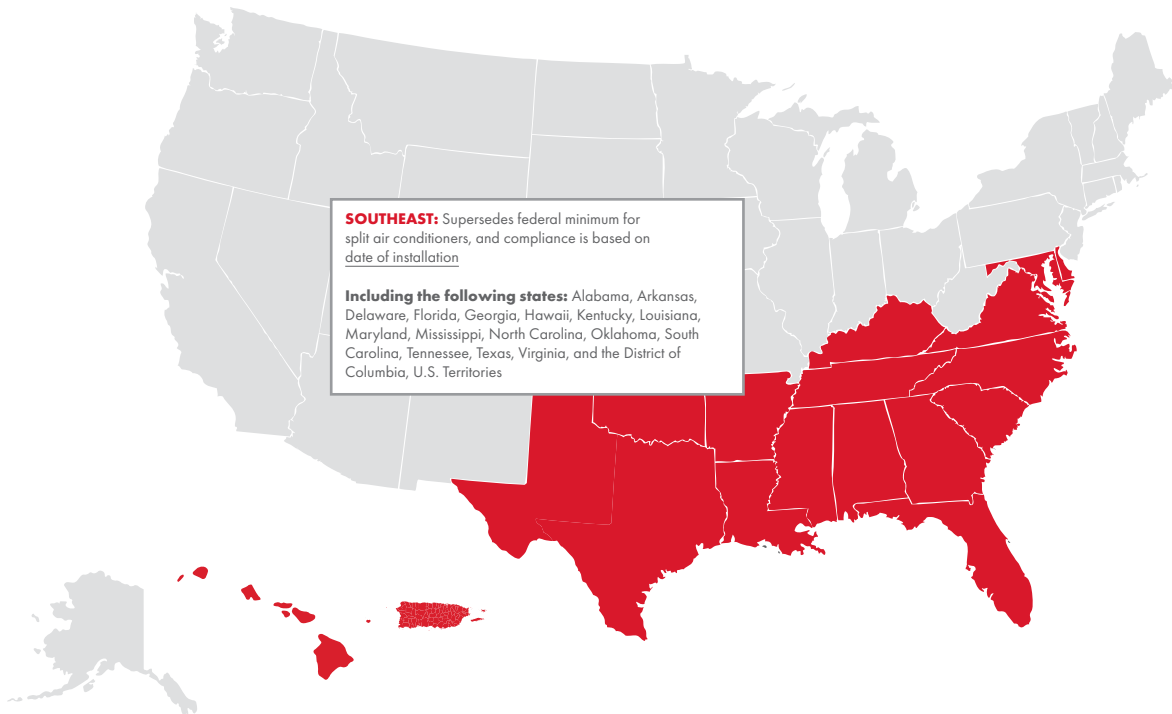 SOUTHEAST: Supersedes federal minimum for
split air conditioners, and compliance is based on
date of installation
Including the following states: Alabama, Arkansas,
Delaware, Florida, Georgia, Hawaii, Kentucky, Louisiana,
Maryland, Mississippi, North Carolina, Oklahoma, South
Carolina, Tennessee, Texas, Virginia, and the District of
Columbia, U.S. Territories